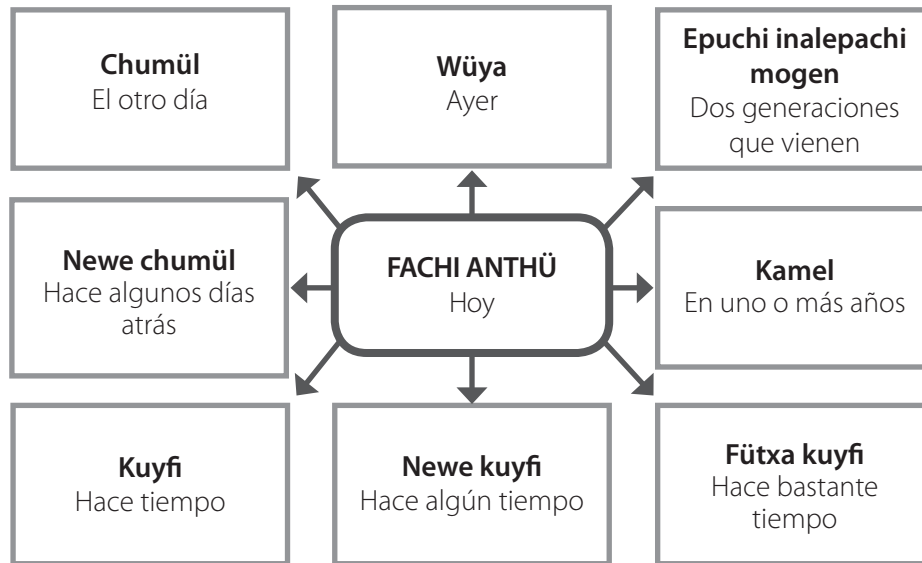 Chumül
El otro día
Wüya
Ayer
Epuchi inalepachi
mogen
Dos generaciones
que vienen
Newe chumül
Hace algunos días
atrás
FACHI ANTHÜ
Hoy
Kamel
En uno o más años
Kuyfi
Hace tiempo
Newe kuyfi
Hace algún tiempo
Fütxa kuyfi
Hace bastante
tiempo